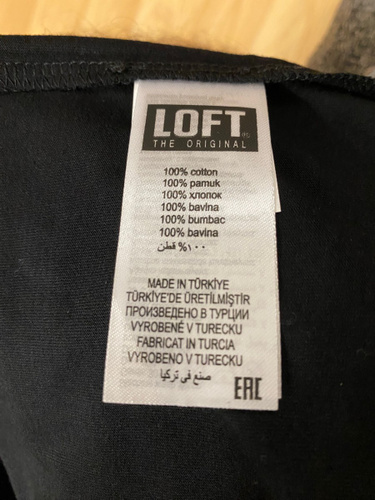 LOFT®
THE ORIGINAL
100% cotton
100% pamuk
100% хлопок
100% bavlna
100% bumbac
100% bavlna
%١٠٠ قطن
MADE IN TÜRKİYE
TÜRKİYE'DE ÜRETİLMİŞTİR
ПРОИЗВЕДЕНО В ТУРЦИИ
VYROBENÉ V TURECKU
FABRICAT IN TURCIA
VYROBENO V TURECKU
صنع في تركيا
EAC